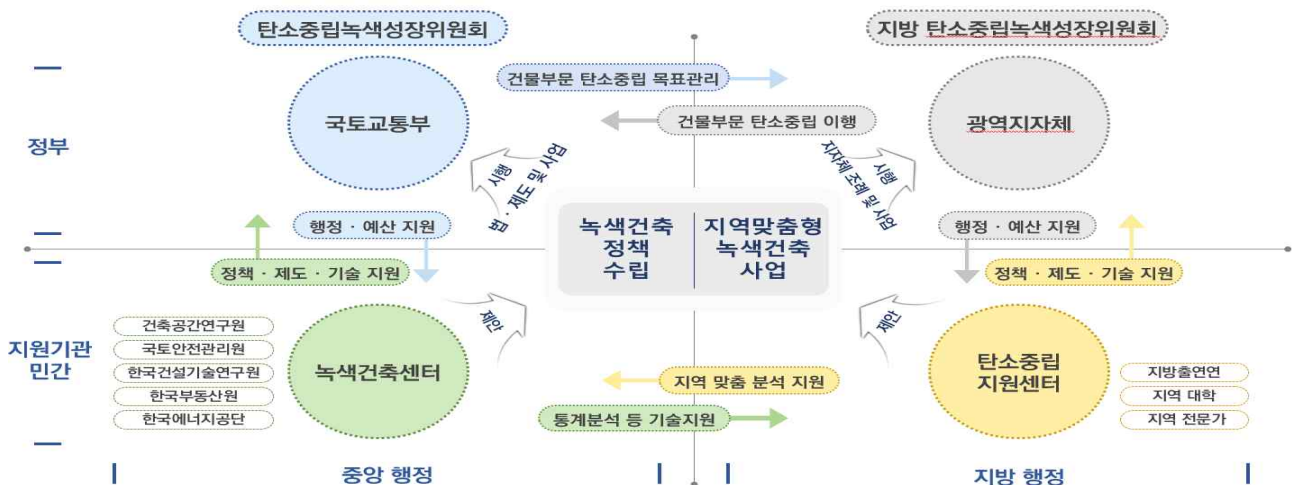 탄소중립녹색성장위원회
지방 탄소중립녹색성장위원회
건물부문 탄소중립 목표관리
국토교통부
건물부문 탄소중립 이행
광역지자체
정부
시행
법·제도 및 사업
시행
지자체 조례 및 사업
행정·예산 지원
녹색건축
정책
수립
지역맞춤형
녹색건축
사업
행정·예산 지원
정책·제도·기술 지원
정책·제도·기술 지원
제안
제안
지원기관
민간
건축공간연구원
국토안전관리원
한국건설기술연구원
한국부동산원
한국에너지공단
녹색건축센터
지역 맞춤 분석 지원
통계분석 등 기술지원
탄소중립
지원센터
지방출연연
지역 대학
지역 전문가
중앙 행정
지방 행정